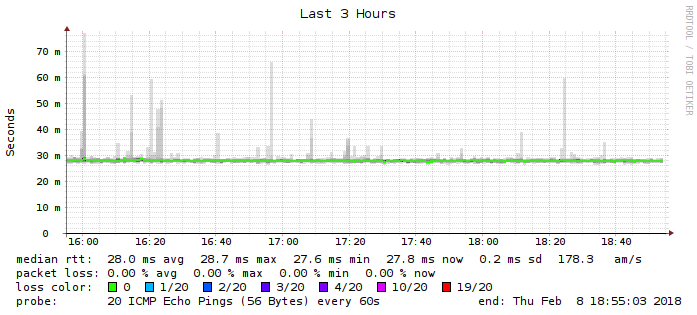 Last 3 Hours
RRDTOOL / TOBI OETIKER
Seconds
70 m
60 m
50 m
40 m
30 m
20 m
10 m
0
16:00 16:20 16:40 17:00 17:20 17:40 18:00 18:20 18:40
median rtt: 28.0 ms avg 28.7 ms max 27.6 ms min 27.8 ms now 0.2 ms sd 178.3 am/s
packet loss: 0.00 % avg 0.00 % max 0.00 % min 0.00 % now
loss color: 0 1/20 2/20 3/20 4/20 10/20 19/20
probe: 20 ICMP Echo Pings (56 Bytes) every 60s end: Thu Feb 8 18:55:03 2018